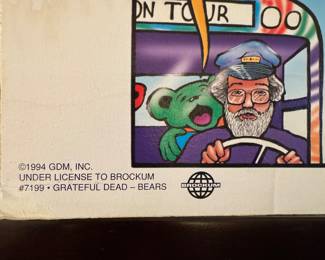 ON TOUR
©1994 GDM, INC.
UNDER LICENSE TO BROCKUM
#7199 • GRATEFUL DEAD – BEARS
BROCKUM